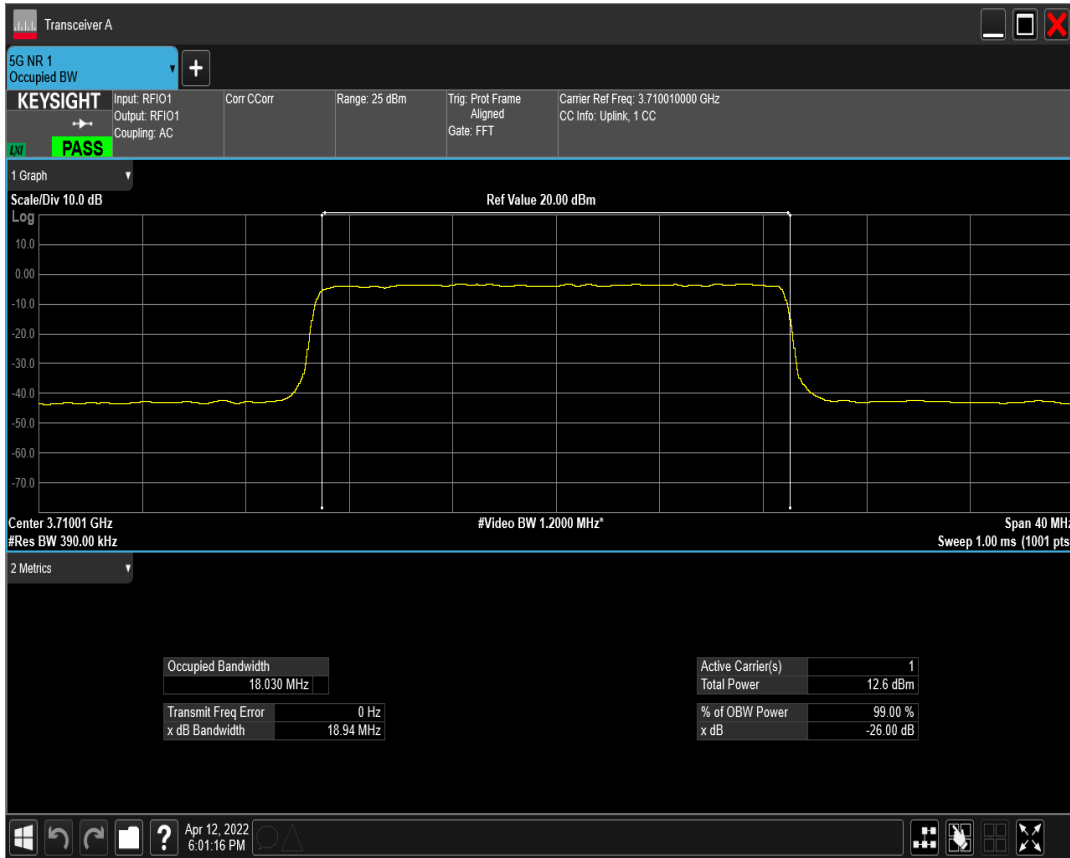 Transceiver A
5G NR 1
Occupied BW
+
KEYSIGHT
LXI
PASS
Input: RFIO1
Output: RFIO1
Coupling: AC
Corr CCorr
Range: 25 dBm
Trig: Prot Frame
Aligned
Gate: FFT
Carrier Ref Freq: 3.710010000 GHz
CC Info: Uplink, 1 CC
1 Graph
Scale/Div 10.0 dB
Ref Value 20.00 dBm
Log
10.0
0.00
-10.0
-20.0
-30.0
-40.0
-50.0
-60.0
-70.0
Center 3.71001 GHz
#Video BW 1.2000 MHz*
Span 40 MHz
#Res BW 390.00 kHz
Sweep 1.00 ms (1001 pts
2 Metrics
Occupied Bandwidth
18.030 MHz
Transmit Freq Error 0 Hz
x dB Bandwidth 18.94 MHz
Active Carrier(s) 1
Total Power 12.6 dBm
% of OBW Power 99.00 %
x dB -26.00 dB
?
Apr 12, 2022
6:01:16 PM